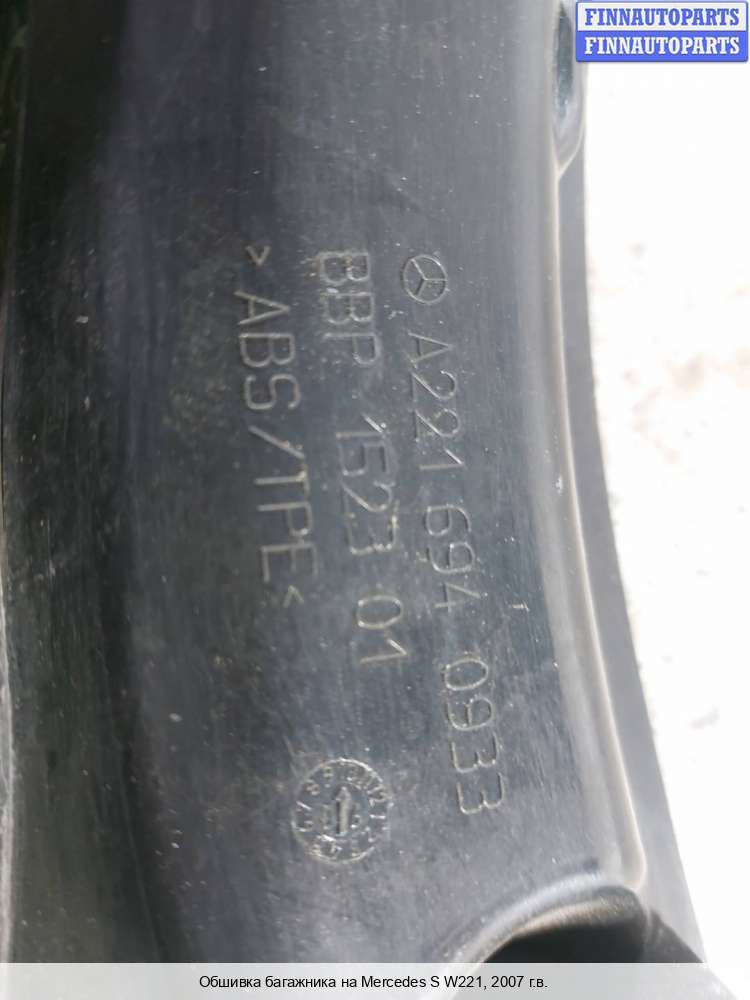 FINNAUTOPARTS
FINNAUTOPARTS
A221 694 0933
BBP 1523 01
>ABS/TPE<
Обшивка багажника на Mercedes S W221, 2007 г.в.